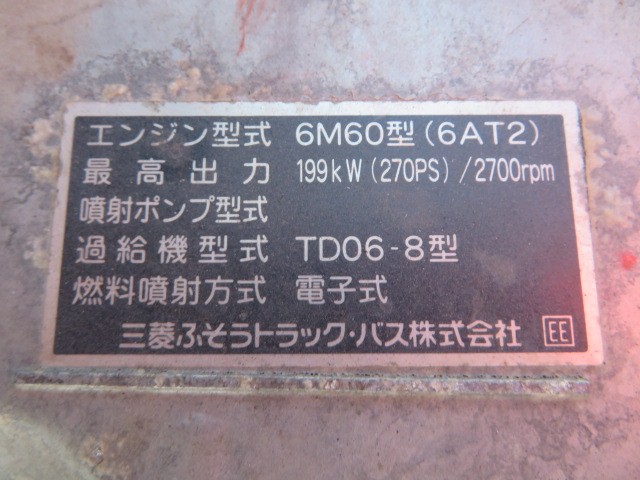 エンジン型式 6M60型(6AT2)
最高出力 199kW(270PS)/2700rpm
噴射ポンプ型式
過給機型式 TD06-8型
燃料噴射方式 電子式
三菱ふそうトラック・バス株式会社 EE